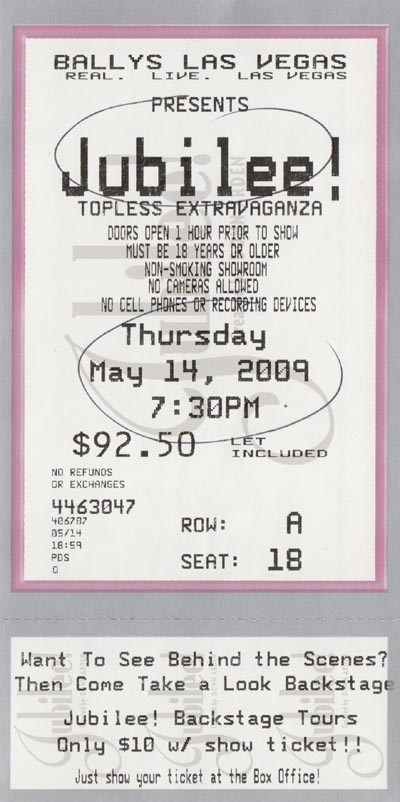 BALLYS LAS VEGAS
REAL. LIVE. LAS VEGAS
PRESENTS
Jubilee!
TOPLESS EXTRAVAGANZA
DOORS OPEN 1 HOUR PRIOR TO SHOW
MUST BE 18 YEARS OR OLDER
NON-SMOKING SHOWROOM
NO CAMERAS ALLOWED
NO CELL PHONES OR RECORDING DEVICES
Thursday
May 14, 2009
7:30PM
$92.50 LET INCLUDED
NO REFUNDS
OR EXCHANGES
4463047
406787
05/14
18:59
POS
0
ROW: A
SEAT: 18
Want To See Behind the Scenes?
Then Come Take a Look Backstage
Jubilee! Backstage Tours
Only $10 w/ show ticket!!
Just show your ticket at the Box Office!